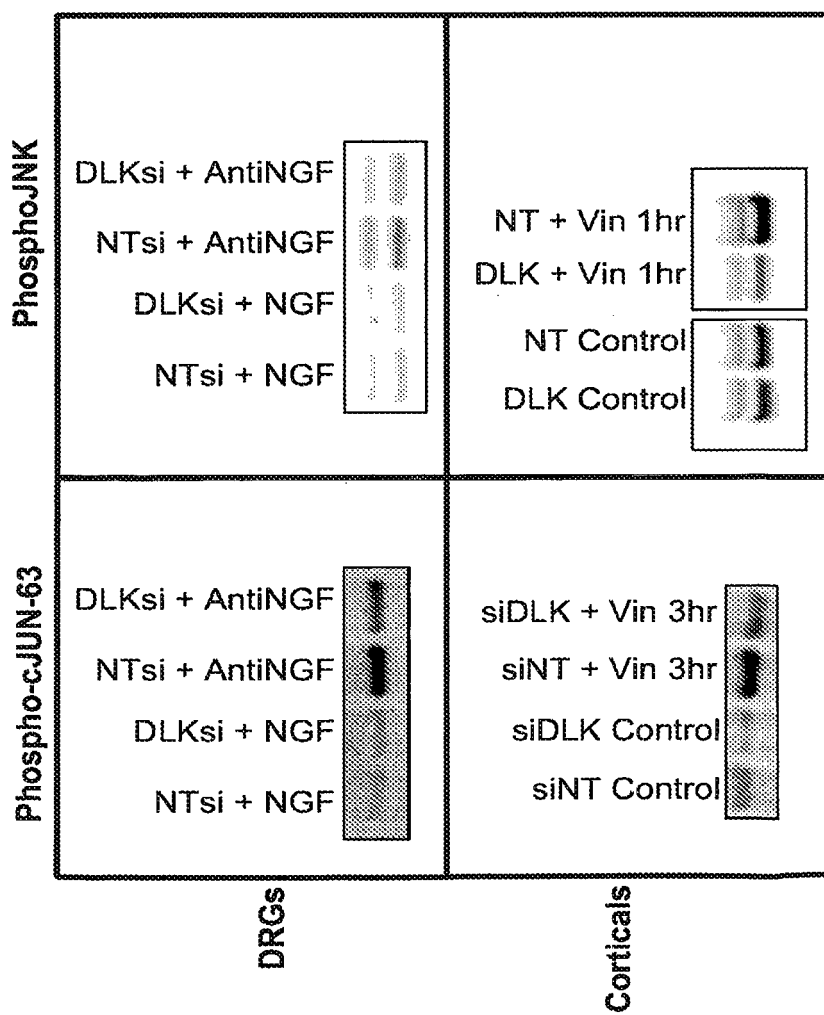 PhosphoJNK
DLKsi + AntiNGF
NTsi + AntiNGF
DLKsi + NGF
NTsi + NGF
NT + Vin 1hr
DLK + Vin 1hr
NT Control
DLK Control
Phospho-cJUN-63
DLKsi + AntiNGF
NTsi + AntiNGF
DLKsi + NGF
NTsi + NGF
siDLK + Vin 3hr
siNT + Vin 3hr
siDLK Control
siNT Control
DRGs
Corticals